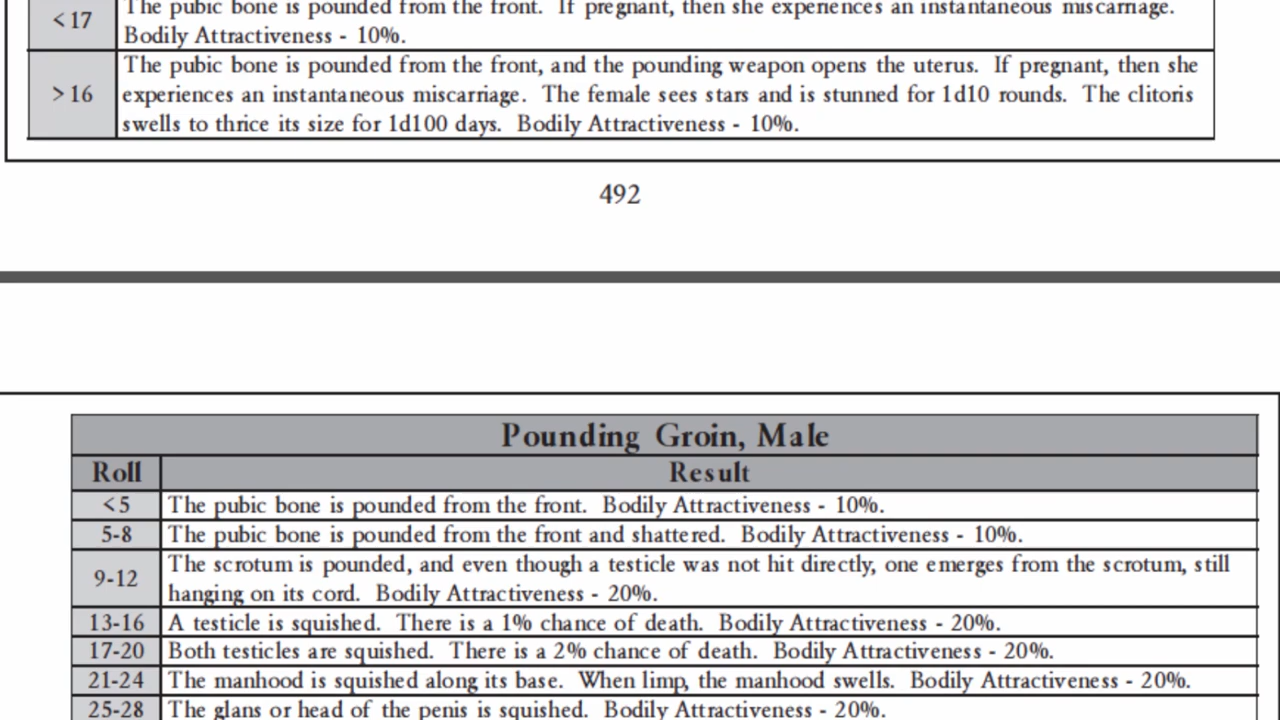 <17 The pubic bone is pounded from the front. If pregnant, then she experiences an instantaneous miscarriage.
Bodily Attractiveness - 10%.
>16 The pubic bone is pounded from the front, and the pounding weapon opens the uterus. If pregnant, then she
experiences an instantaneous miscarriage. The female sees stars and is stunned for 1d10 rounds. The clitoris
swells to thrice its size for 1d100 days. Bodily Attractiveness - 10%.
492
Pounding Groin, Male
Roll Result
<5 The pubic bone is pounded from the front. Bodily Attractiveness - 10%.
5-8 The pubic bone is pounded from the front and shattered. Bodily Attractiveness - 10%.
9-12 The scrotum is pounded, and even though a testicle was not hit directly, one emerges from the scrotum, still
hanging on its cord. Bodily Attractiveness - 20%.
13-16 A testicle is squished. There is a 1% chance of death. Bodily Attractiveness - 20%.
17-20 Both testicles are squished. There is a 2% chance of death. Bodily Attractiveness - 20%.
21-24 The manhood is squished along its base. When limp, the manhood swells. Bodily Attractiveness - 20%.
25-28 The glans or head of the penis is squished. Bodily Attractiveness - 20%.